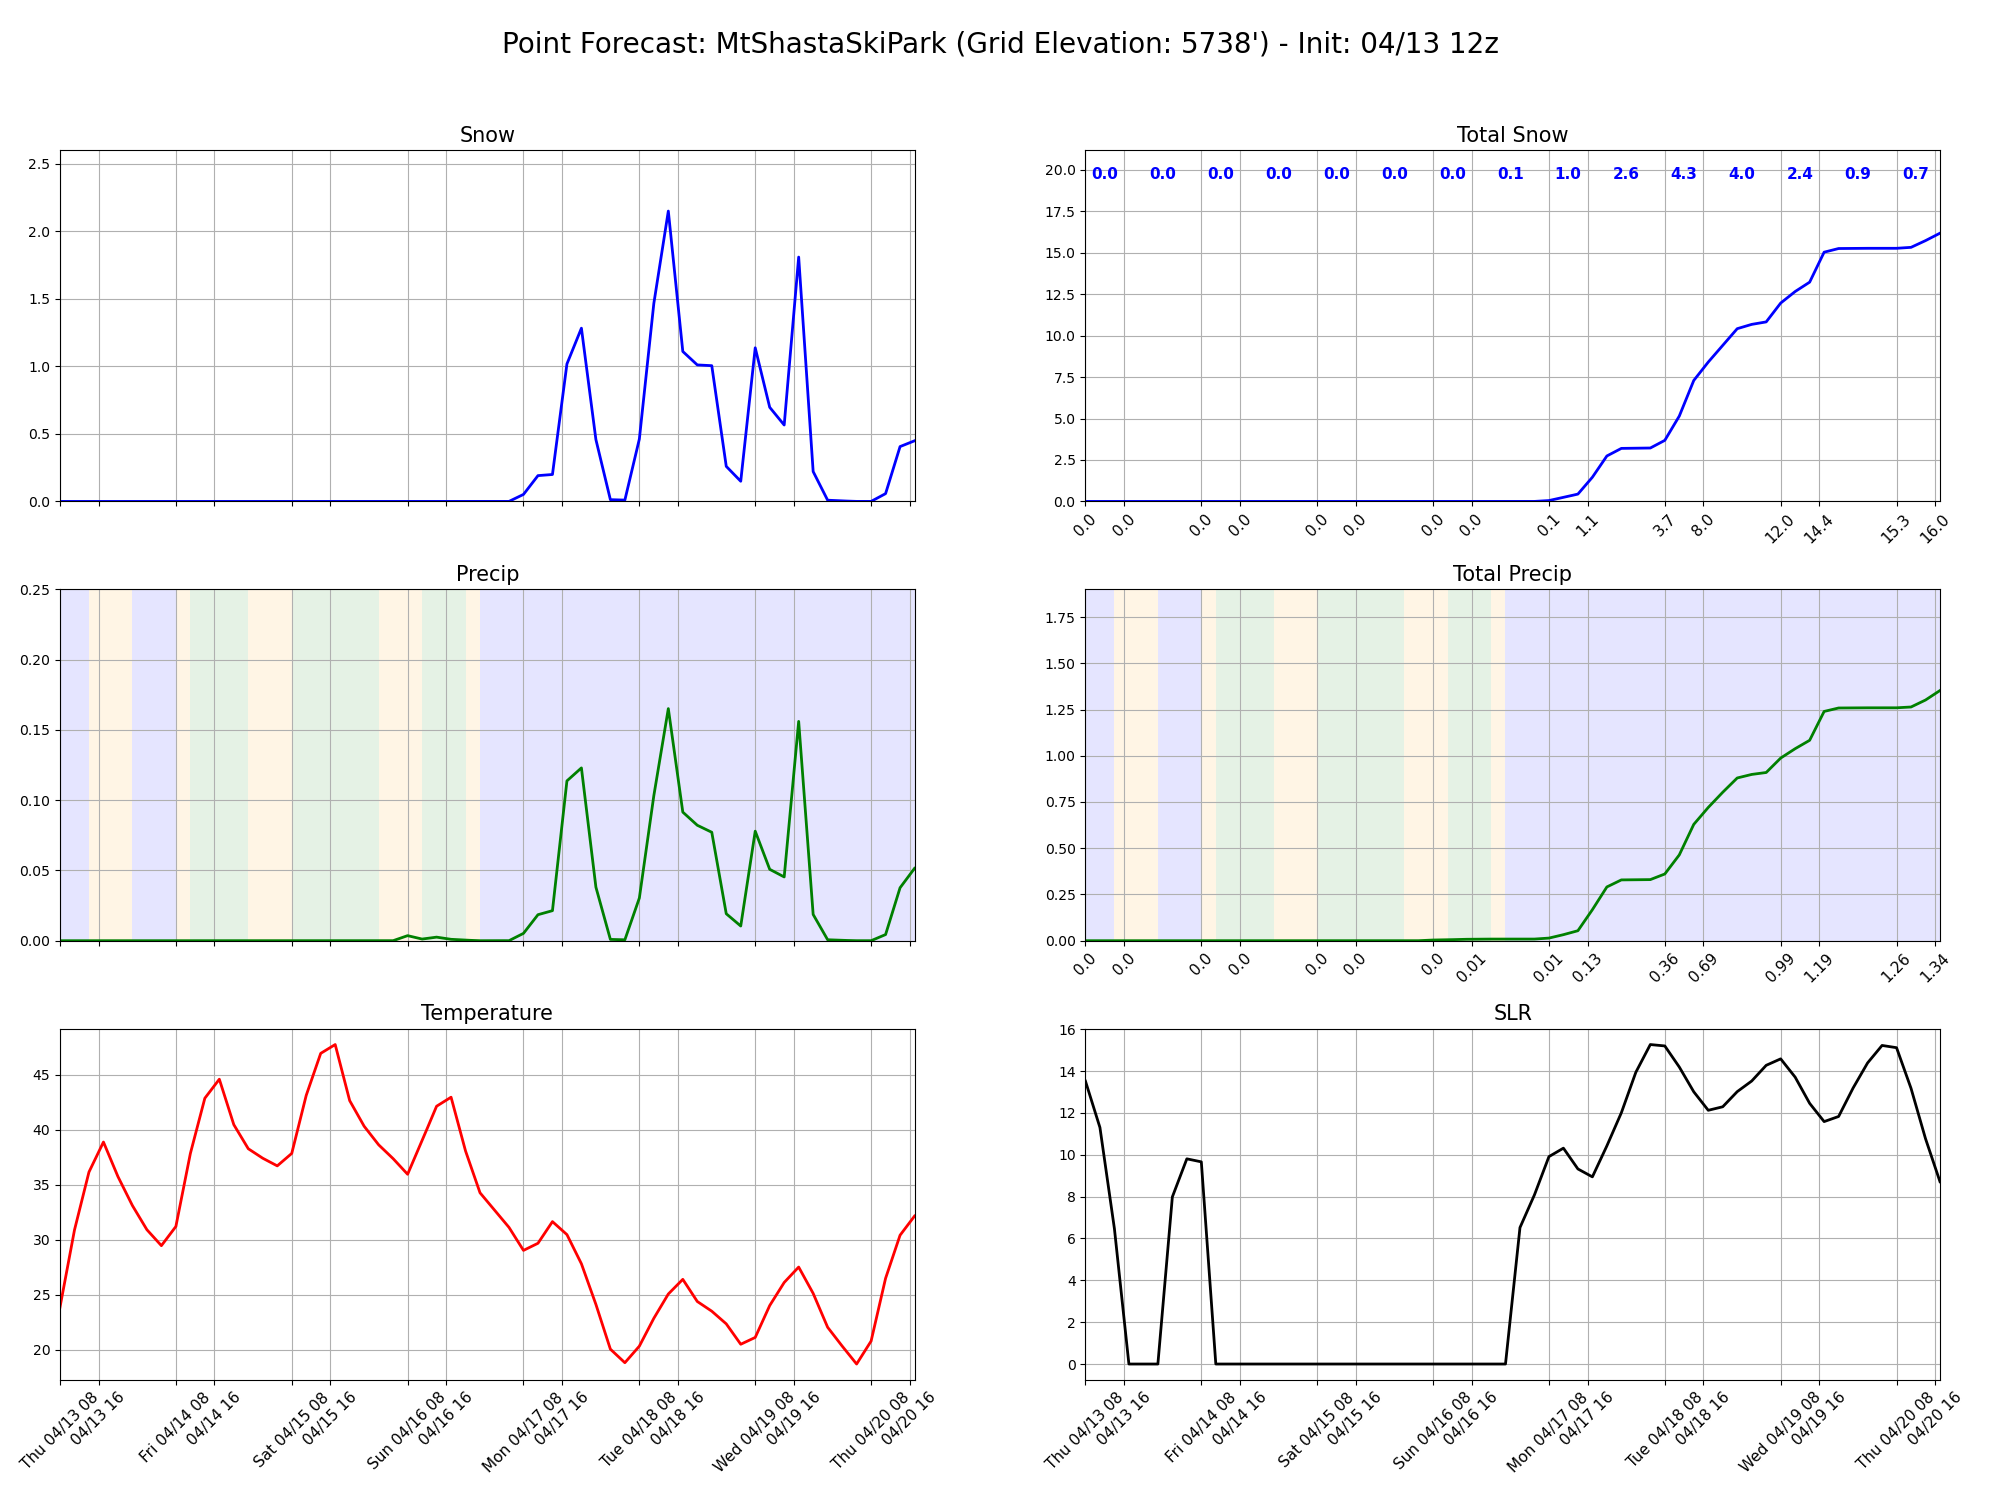 Point Forecast: MtShastaSkiPark (Grid Elevation: 5738') - Init: 04/13 12z
Snow
2.5
2.0
1.5
1.0
0.5
0.0
Total Snow
0.0 0.0 0.0 0.0 0.0 0.0 0.0 0.1 1.0 2.6 4.3 4.0 2.4 0.9 0.7
20.0
17.5
15.0
12.5
10.0
7.5
5.0
2.5
0.0
0.0 0.0 0.0 0.0 0.0 0.0 0.0 0.0 0.1 1.1 3.7 8.0 12.0 14.4 15.3 16.0
Precip
0.25
0.20
0.15
0.10
0.05
0.00
Total Precip
1.75
1.50
1.25
1.00
0.75
0.50
0.25
0.00
0.0 0.0 0.0 0.0 0.0 0.0 0.0 0.01 0.01 0.13 0.36 0.69 0.99 1.19 1.26 1.34
Temperature
45
40
35
30
25
20
Thu 04/13 08
04/13 16
Fri 04/14 08
04/14 16
Sat 04/15 08
04/15 16
Sun 04/16 08
04/16 16
Mon 04/17 08
04/17 16
Tue 04/18 08
04/18 16
Wed 04/19 08
04/19 16
Thu 04/20 08
04/20 16
SLR
16
14
12
10
8
6
4
2
0
Thu 04/13 08
04/13 16
Fri 04/14 08
04/14 16
Sat 04/15 08
04/15 16
Sun 04/16 08
04/16 16
Mon 04/17 08
04/17 16
Tue 04/18 08
04/18 16
Wed 04/19 08
04/19 16
Thu 04/20 08
04/20 16